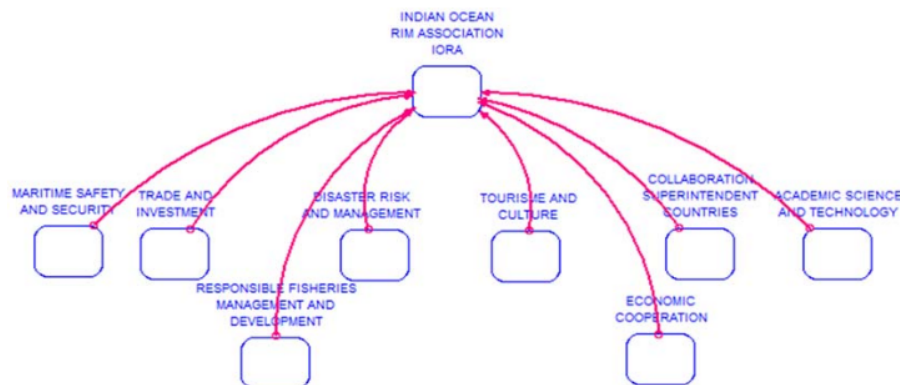 INDIAN OCEAN
RIM ASSOCIATION
IORA
MARITIME SAFETY
AND SECURITY
TRADE AND
INVESTMENT
DISASTER RISK
AND MANAGEMENT
TOURISME AND
CULTURE
COLLABORATION
SUPERINTENDENT
COUNTRIES
ACADEMIC SCIENCE
AND TECHNOLOGY
RESPONSIBLE FISHERIES
MANAGEMENT AND
DEVELOPMENT
ECONOMIC
COOPERATION